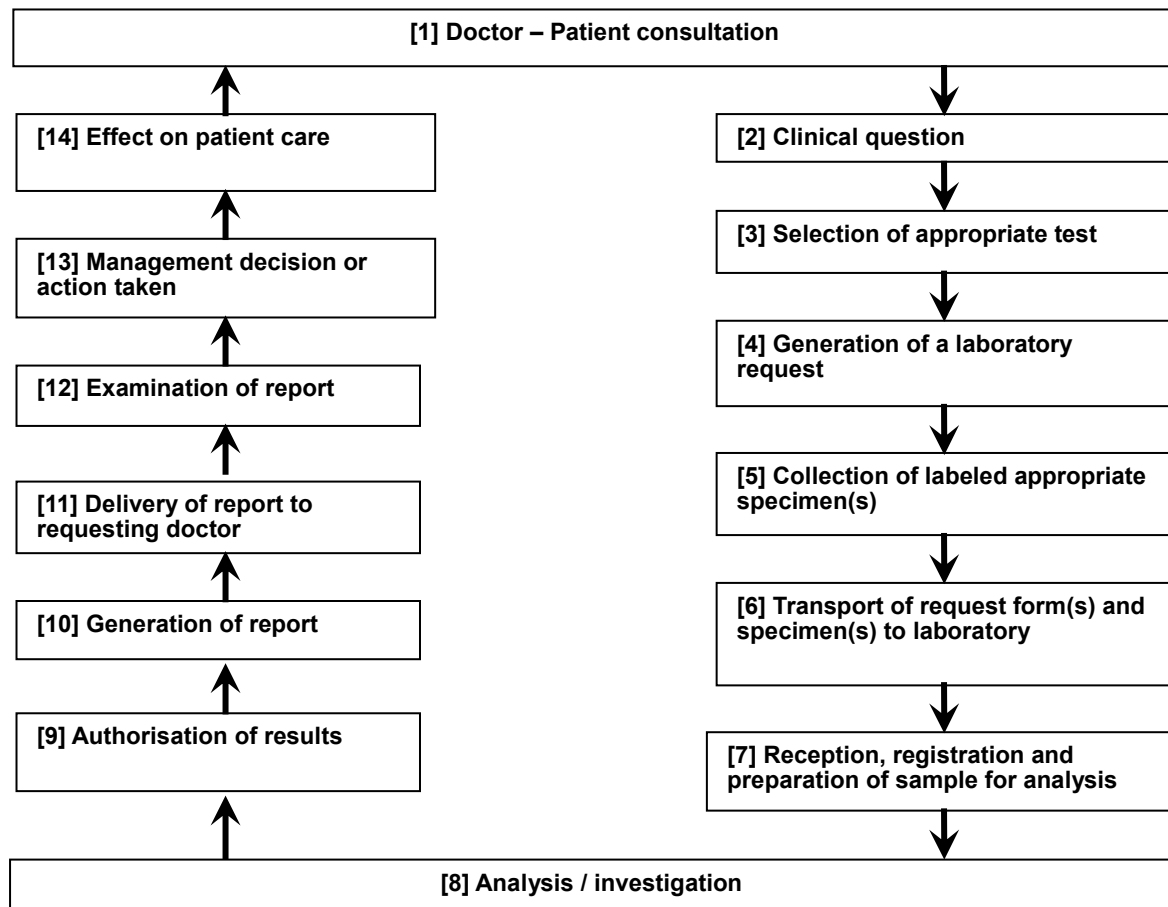 [1] Doctor – Patient consultation
[14] Effect on patient care
[2] Clinical question
[3] Selection of appropriate test
[13] Management decision or
action taken
[4] Generation of a laboratory
request
[12] Examination of report
[5] Collection of labeled appropriate
specimen(s)
[11] Delivery of report to
requesting doctor
[6] Transport of request form(s) and
specimen(s) to laboratory
[10] Generation of report
[9] Authorisation of results
[7] Reception, registration and
preparation of sample for analysis
[8] Analysis / investigation